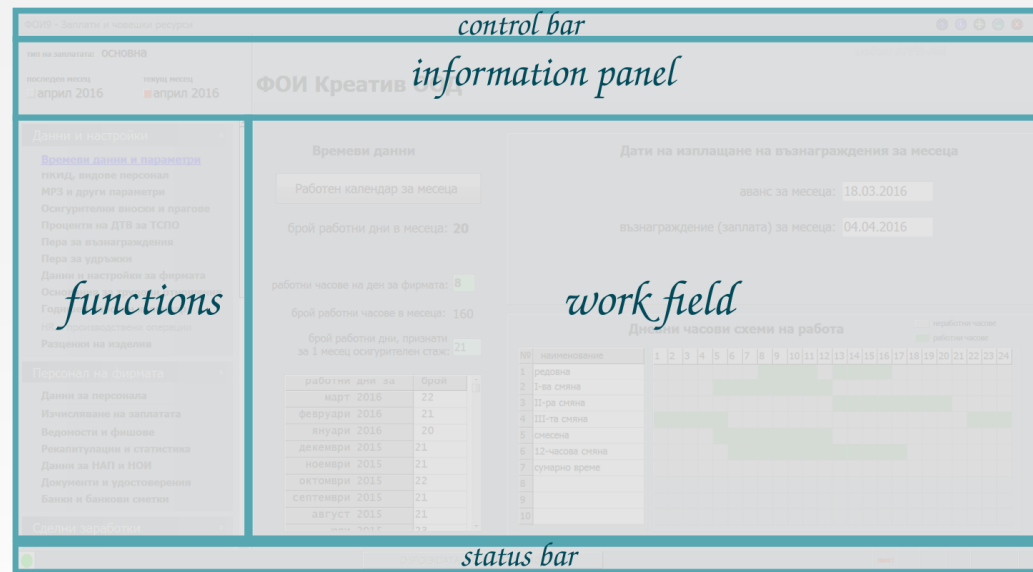 ФОИ5 - Заплати и човешки ресурси
control bar
тип на заплатата: ОСНОВНА
information panel
последен месец
април 2016
април 2016
ФОИ Креатив ООД
Данни и настройки
Времеви данни и параметри
НКИД, видове персонал
МРЗ и други параметри
Осигурителни вноски и прагове
Проценти на ДТВ за ТСПО
Пера за възнаграждения
Пера за удръжки
Данни и настройки за фирмата
functions
Разценки на изделия
Персонал на фирмата
Данни за персонала
Изчисляване на заплатата
Ведомости и фишове
Рекапитулации и статистика
Данни за НАП и НОИ
Документи и удостоверения
Банки и банкови сметки
Сделни заработки
Времеви данни
Работен календар за месеца
брой работни дни в месеца: 20
работни часове на ден за фирмата: 8
брой работни часове в месеца: 160
брой работни дни, признати
за 1 месец осигурителен стаж: 21
работни дни за брой
март 2016 22
февруари 2016 21
януари 2016 20
декември 2015 21
ноември 2015 21
октомври 2015 22
септември 2015 21
август 2015 21
Дати на изплащане на възнаграждения за месеца
аванс за месеца: 18.03.2016
възнаграждение (заплата) за месеца: 04.04.2016
work field
Дневни часови схеми на работа
неработни часове
работни часове
№ наименование 1 2 3 4 5 6 7 8 9 10 11 12 13 14 15 16 17 18 19 20 21 22 23 24
1 редовна
2 I-ва смяна
3 II-ра смяна
4 III-та смяна
5 смесена
6 12-часова смяна
7 сумарно време
8
9
10
status bar